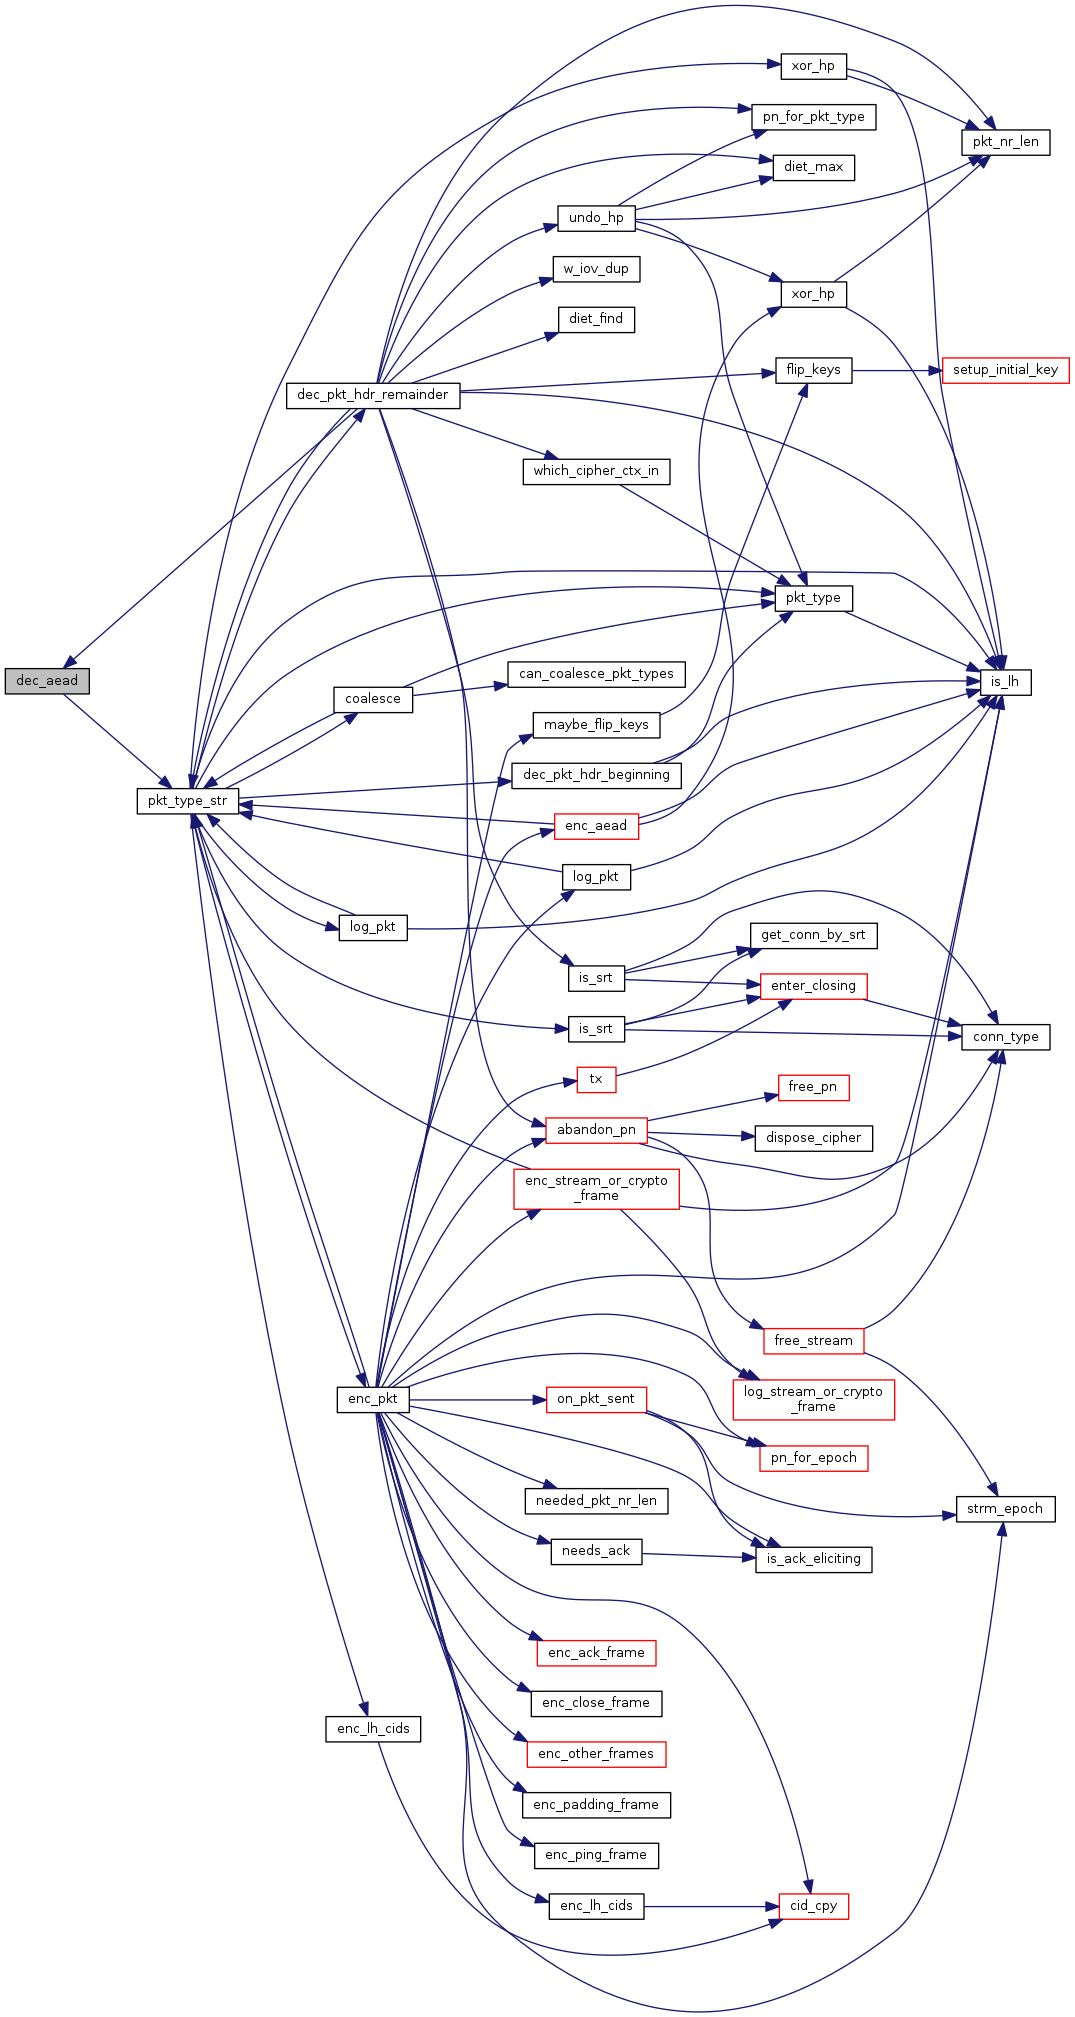 xor_hp
pn_for_pkt_type
pkt_nr_len
diet_max
undo_hp
w_iov_dup
xor_hp
diet_find
flip_keys
setup_initial_key
dec_pkt_hdr_remainder
which_cipher_ctx_in
pkt_type
dec_aead
can_coalesce_pkt_types
is_lh
coalesce
maybe_flip_keys
dec_pkt_hdr_beginning
pkt_type_str
enc_aead
log_pkt
log_pkt
get_conn_by_srt
is_srt
enter_closing
is_srt
conn_type
tx
free_pn
abandon_pn
dispose_cipher
enc_stream_or_crypto
_frame
free_stream
log_stream_or_crypto
_frame
enc_pkt
on_pkt_sent
pn_for_epoch
needed_pkt_nr_len
strm_epoch
needs_ack
is_ack_eliciting
enc_ack_frame
enc_close_frame
enc_lh_cids
enc_other_frames
enc_padding_frame
enc_ping_frame
enc_lh_cids
cid_cpy